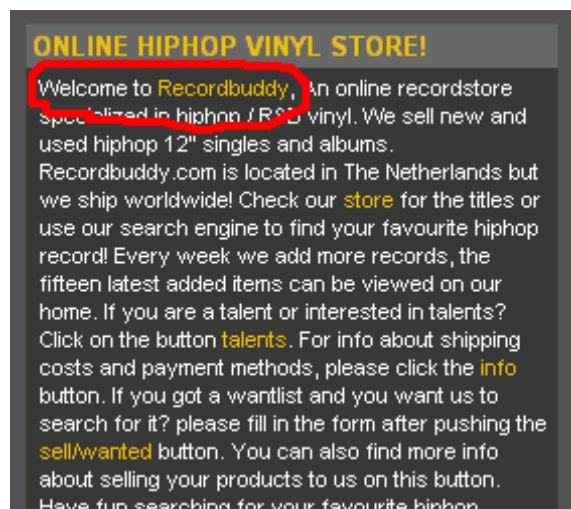 ONLINE HIPHOP VINYL STORE!
Welcome to Recordbuddy, An online recordstore
specialized in hiphop / R&B vinyl. We sell new and
used hiphop 12" singles and albums.
Recordbuddy.com is located in The Netherlands but
we ship worldwide! Check our store for the titles or
use our search engine to find your favourite hiphop
record! Every week we add more records, the
fifteen latest added items can be viewed on our
home. If you are a talent or interested in talents?
Click on the button talents. For info about shipping
costs and payment methods, please click the info
button. If you got a wantlist and you want us to
search for it? please fill in the form after pushing the
sell/wanted button. You can also find more info
about selling your products to us on this button.
Have fun searching for your favourite hiphop